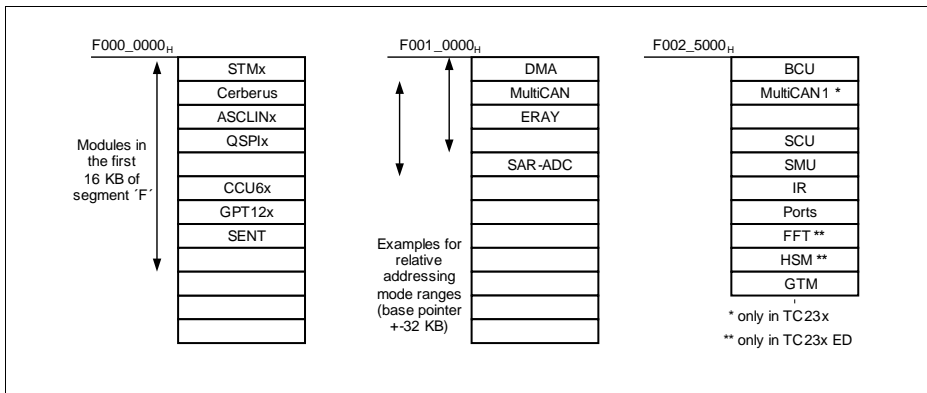 F000_0000H
STMx
Cerberus
ASCLINx
QSPIx
CCU6x
GPT12x
SENT
Modules in
the first
16 KB of
segment ´F´
F001_0000H
DMA
MultiCAN
ERAY
SAR-ADC
Examples for
relative
addressing
mode ranges
(base pointer
+-32 KB)
F002_5000H
BCU
MultiCAN1 *
SCU
SMU
IR
Ports
FFT **
HSM **
GTM
* only in TC23x
** only in TC23x ED